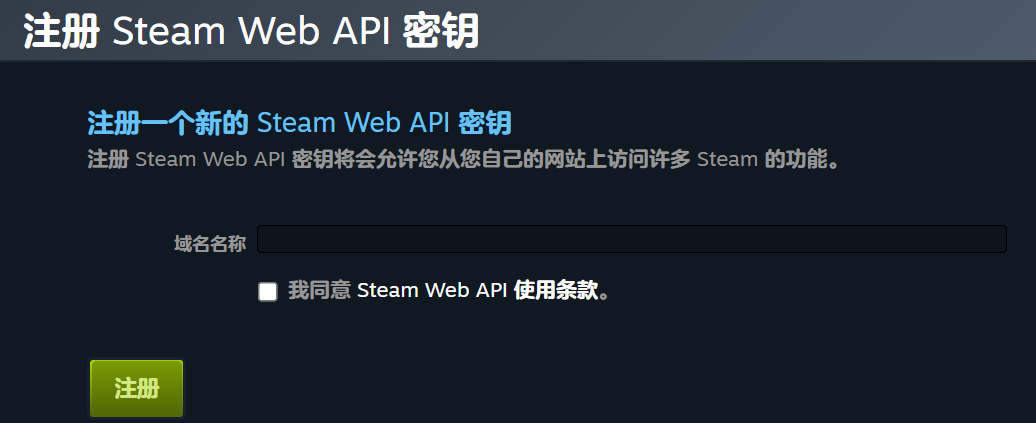 注册 Steam Web API 密钥
注册一个新的 Steam Web API 密钥
注册 Steam Web API 密钥将会允许您从您自己的网站上访问许多 Steam 的功能。
域名名称
我同意 Steam Web API 使用条款。
注册